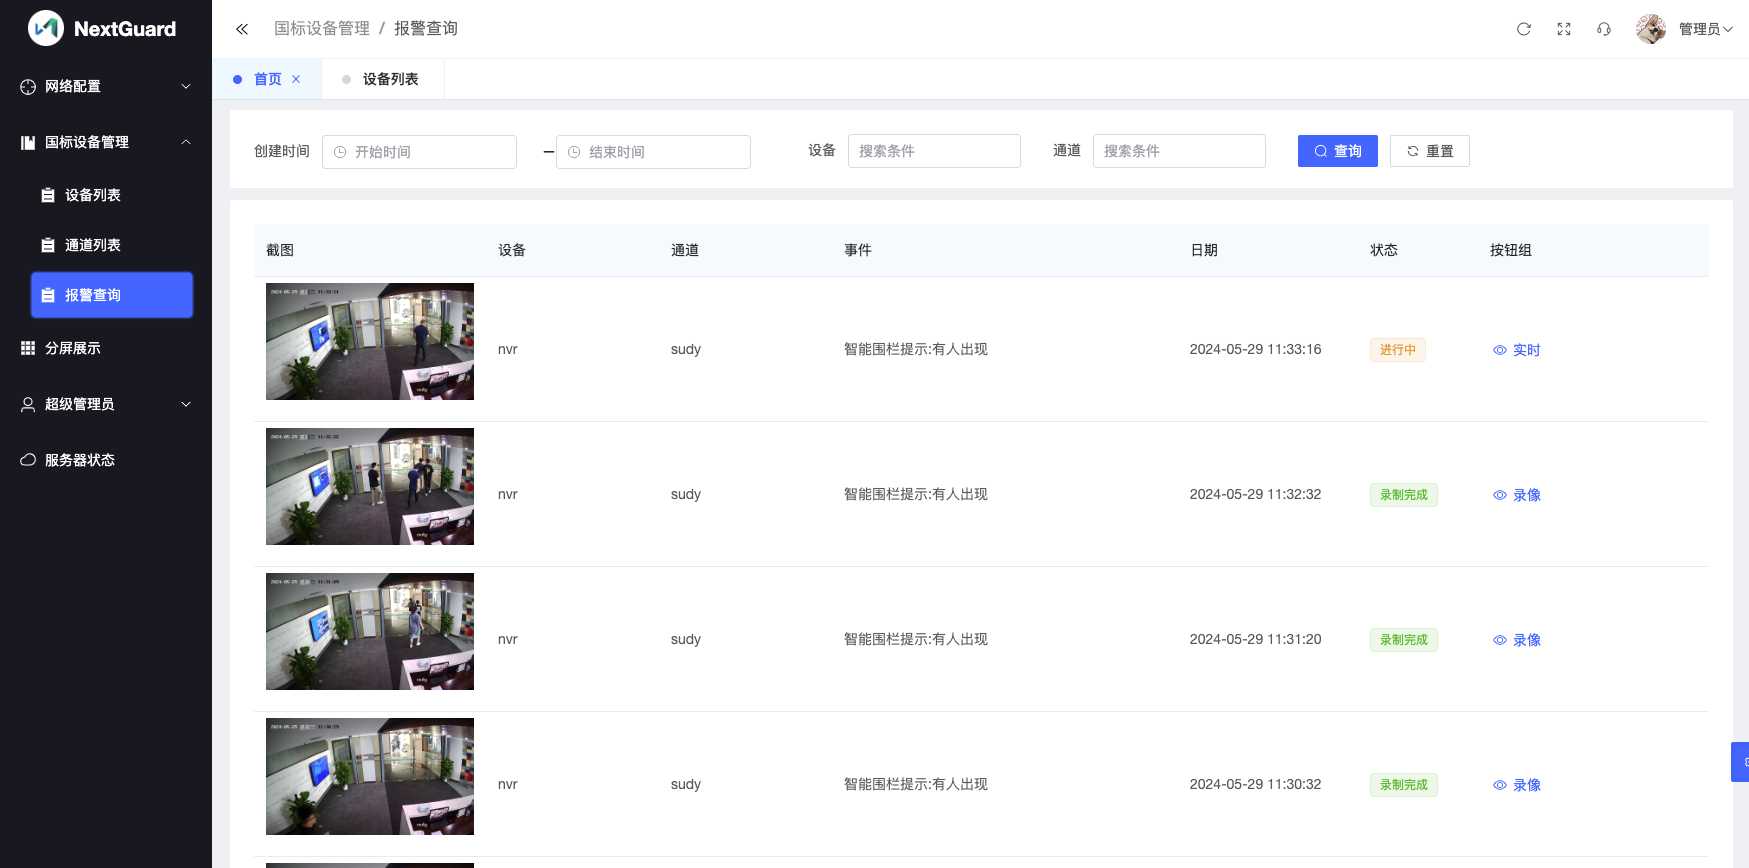 NextGuard
国标设备管理 / 报警查询
管理员
首页
设备列表
网络配置
国标设备管理
设备列表
通道列表
报警查询
分屏展示
超级管理员
服务器状态
创建时间 开始时间 — 结束时间 设备 搜索条件 通道 搜索条件 查询 重置
截图 设备 通道 事件 日期 状态 按钮组
nvr sudy 智能围栏提示:有人出现 2024-05-29 11:33:16 进行中 实时
nvr sudy 智能围栏提示:有人出现 2024-05-29 11:32:32 录制完成 录像
nvr sudy 智能围栏提示:有人出现 2024-05-29 11:31:20 录制完成 录像
nvr sudy 智能围栏提示:有人出现 2024-05-29 11:30:32 录制完成 录像